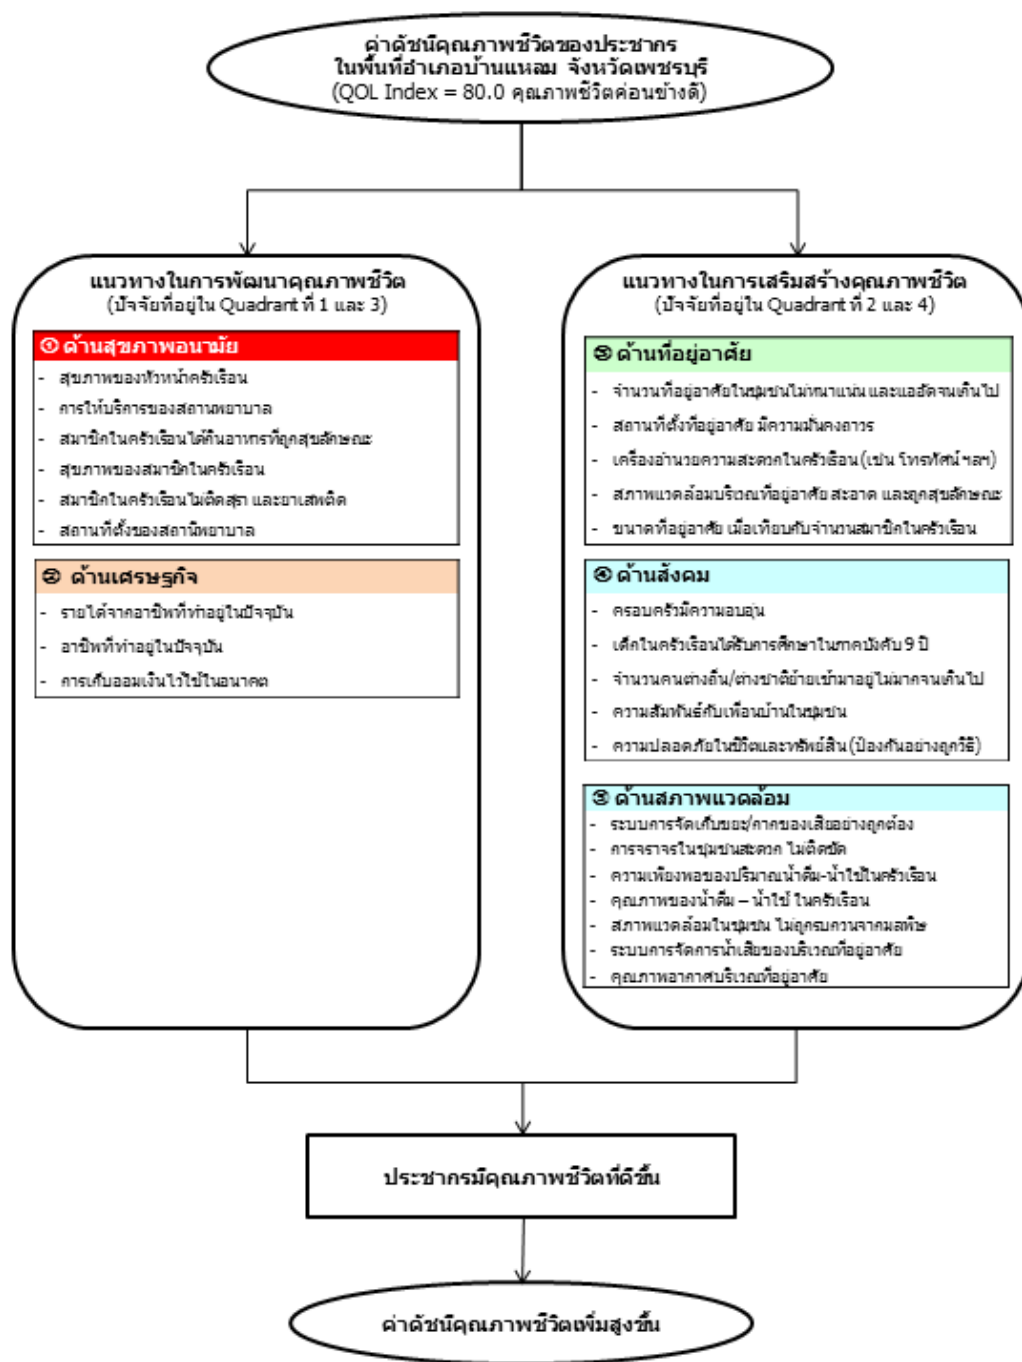 ค่าดัชนีคุณภาพชีวิตของประชากร
ในพื้นที่อำเภอบ้านแหลม จังหวัดเพชรบุรี
(QOL Index = 80.0 คุณภาพชีวิตค่อนข้างดี)
แนวทางในการพัฒนาคุณภาพชีวิต
(ปัจจัยที่อยู่ใน Quadrant ที่ 1 และ 3)
① ด้านสุขภาพอนามัย
- สุขภาพของหัวหน้าครัวเรือน
- การให้บริการของสถานพยาบาล
- สมาชิกในครัวเรือนได้กินอาหารที่ถูกสุขลักษณะ
- สุขภาพของสมาชิกในครัวเรือน
- สมาชิกในครัวเรือนไม่ติดสุรา และยาเสพติด
- สถานที่ตั้งของสถานีพยาบาล
② ด้านเศรษฐกิจ
- รายได้จากอาชีพที่ทำอยู่ในปัจจุบัน
- อาชีพที่ทำอยู่ในปัจจุบัน
- การเก็บออมเงินไว้ใช้ในอนาคต
แนวทางในการเสริมสร้างคุณภาพชีวิต
(ปัจจัยที่อยู่ใน Quadrant ที่ 2 และ 4)
⑤ ด้านที่อยู่อาศัย
- จำนวนที่อยู่อาศัยในชุมชนไม่หนาแน่น และแออัดจนเกินไป
- สถานที่ตั้งที่อยู่อาศัย มีความมั่นคงถาวร
- เครื่องอำนวยความสะดวกในครัวเรือน (เช่น โทรทัศน์ ฯลฯ)
- สภาพแวดล้อมบริเวณที่อยู่อาศัย สะอาด และถูกสุขลักษณะ
- ขนาดที่อยู่อาศัย เมื่อเทียบกับจำนวนสมาชิกในครัวเรือน
④ ด้านสังคม
- ครอบครัวมีความอบอุ่น
- เด็กในครัวเรือนได้รับการศึกษาในภาคบังคับ 9 ปี
- จำนวนคนต่างถิ่น/ต่างชาติย้ายเข้ามาอยู่ไม่มากจนเกินไป
- ความสัมพันธ์กับเพื่อนบ้านในชุมชน
- ความปลอดภัยในชีวิตและทรัพย์สิน (ป้องกันอย่างถูกวิธี)
③ ด้านสภาพแวดล้อม
- ระบบการจัดเก็บขยะ/กากของเสียอย่างถูกต้อง
- การจราจรในชุมชนสะดวก ไม่ติดขัด
- ความเพียงพอของปริมาณน้ำดื่ม-น้ำใช้ในครัวเรือน
- คุณภาพของน้ำดื่ม – น้ำใช้ ในครัวเรือน
- สภาพแวดล้อมในชุมชน ไม่ถูกรบกวนจากมลพิษ
- ระบบการจัดการน้ำเสียของบริเวณที่อยู่อาศัย
- คุณภาพอากาศบริเวณที่อยู่อาศัย
ประชากรมีคุณภาพชีวิตที่ดีขึ้น
ค่าดัชนีคุณภาพชีวิตเพิ่มสูงขึ้น